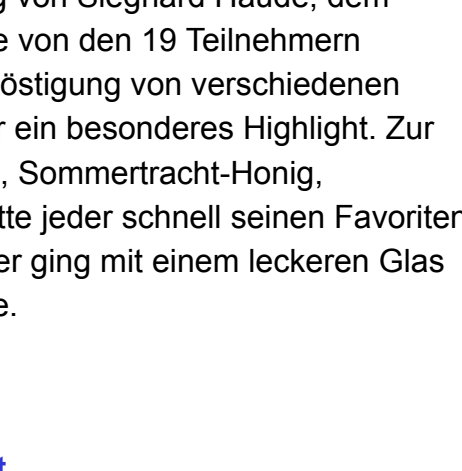 von Sieghard Haude, dem
von den 19 Teilnehmern
östigung von verschiedenen
ein besonderes Highlight. Zur
, Sommertracht-Honig,
tte jeder schnell seinen Favoriten
er ging mit einem leckeren Glas
e.